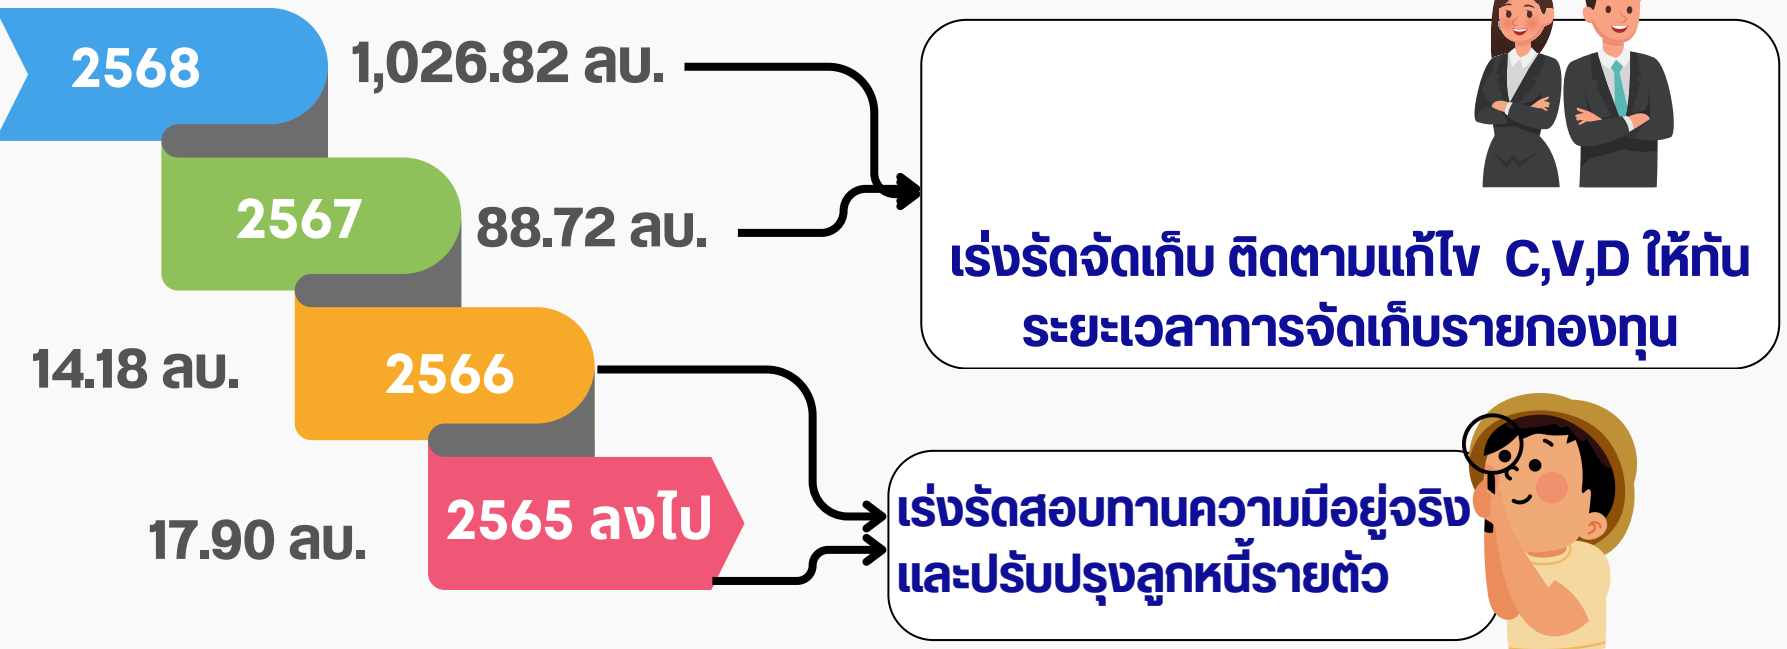 2568
1,026.82 ลบ.
2567
88.72 ลบ.
เร่งรัดจัดเก็บ ติดตามแก้ไข C,V,D ให้ทัน
ระยะเวลาการจัดเก็บรายกองทุน
14.18 ลบ.
2566
17.90 ลบ.
2565 ลงไป
เร่งรัดสอบทานความมีอยู่จริง
และปรับปรุงลูกหนี้รายตัว